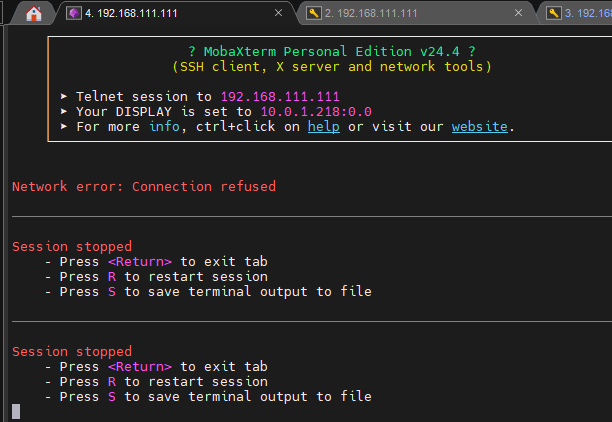 4. 192.168.111.111
2. 192.168.111.111
3. 192.168
? MobaXterm Personal Edition v24.4 ?
(SSH client, X server and network tools)
➤ Telnet session to 192.168.111.111
➤ Your DISPLAY is set to 10.0.1.218:0.0
➤ For more info, ctrl+click on help or visit our website.
Network error: Connection refused
Session stopped
- Press <Return> to exit tab
- Press R to restart session
- Press S to save terminal output to file
Session stopped
- Press <Return> to exit tab
- Press R to restart session
- Press S to save terminal output to file